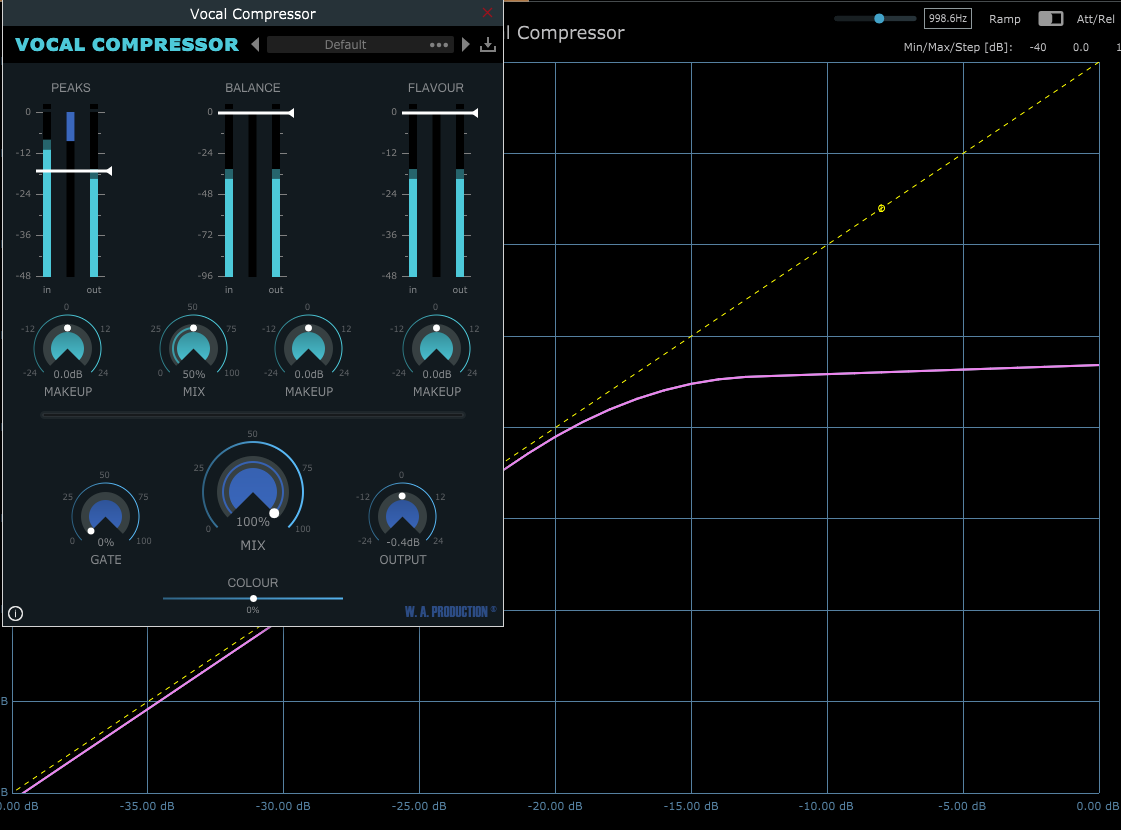 Vocal Compressor
VOCAL COMPRESSOR
Default
l Compressor
998.6Hz
Ramp
Att/Rel
Min/Max/Step [dB]: -40 0.0 1
PEAKS
BALANCE
FLAVOUR
0
-12
-24
-36
-48
in out
0
-24
-48
-72
-96
in out
0
-12
-24
-36
-48
in out
0
-12 12
-24 24
0.0dB
MAKEUP
50
25 75
0 100
50%
MIX
0
-12 12
-24 24
0.0dB
MAKEUP
0
-12 12
-24 24
0.0dB
MAKEUP
50
25 75
0 100
0%
GATE
50
25 75
0 100
100%
MIX
0
-12 12
-24 24
-0.4dB
OUTPUT
COLOUR
0%
W. A. PRODUCTION ®
B
B
0.00 dB -35.00 dB -30.00 dB -25.00 dB -20.00 dB -15.00 dB -10.00 dB -5.00 dB 0.00 dB